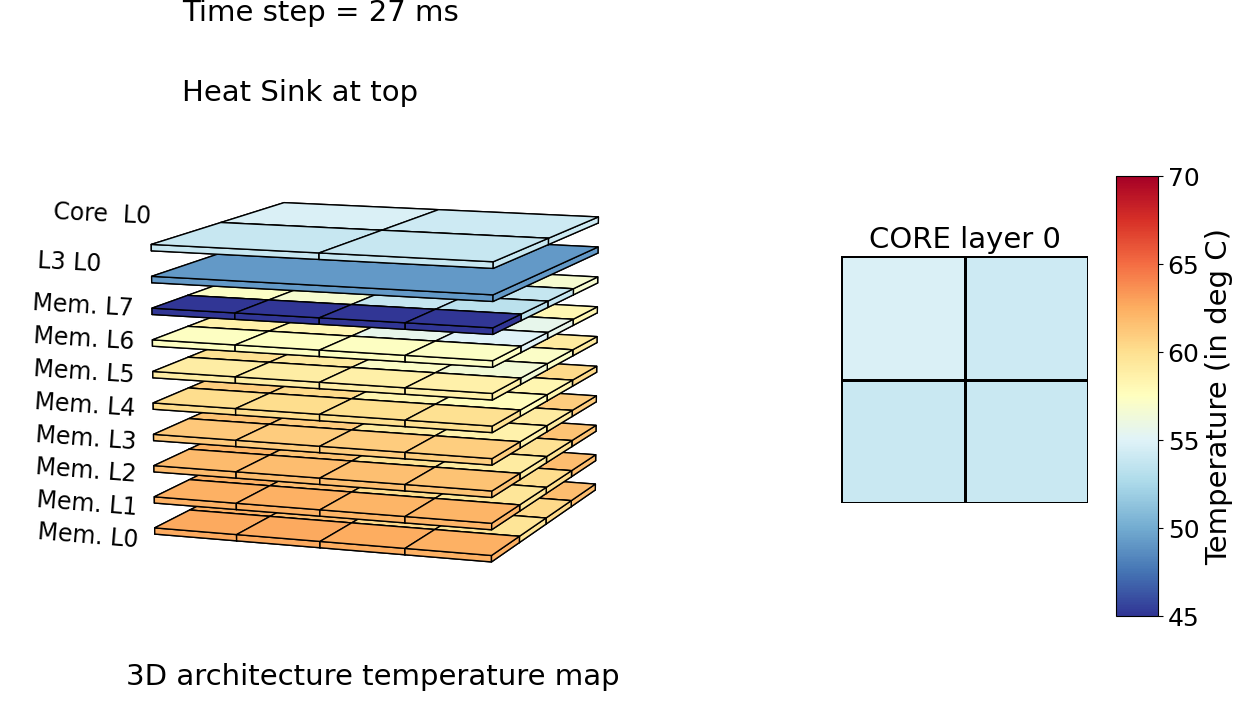 Time step = 27 ms
Heat Sink at top
Core  L0
L3 L0
Mem. L7
Mem. L6
Mem. L5
Mem. L4
Mem. L3
Mem. L2
Mem. L1
Mem. L0
3D architecture temperature map
CORE layer 0
70
65
60
55
50
45
Temperature (in deg C)